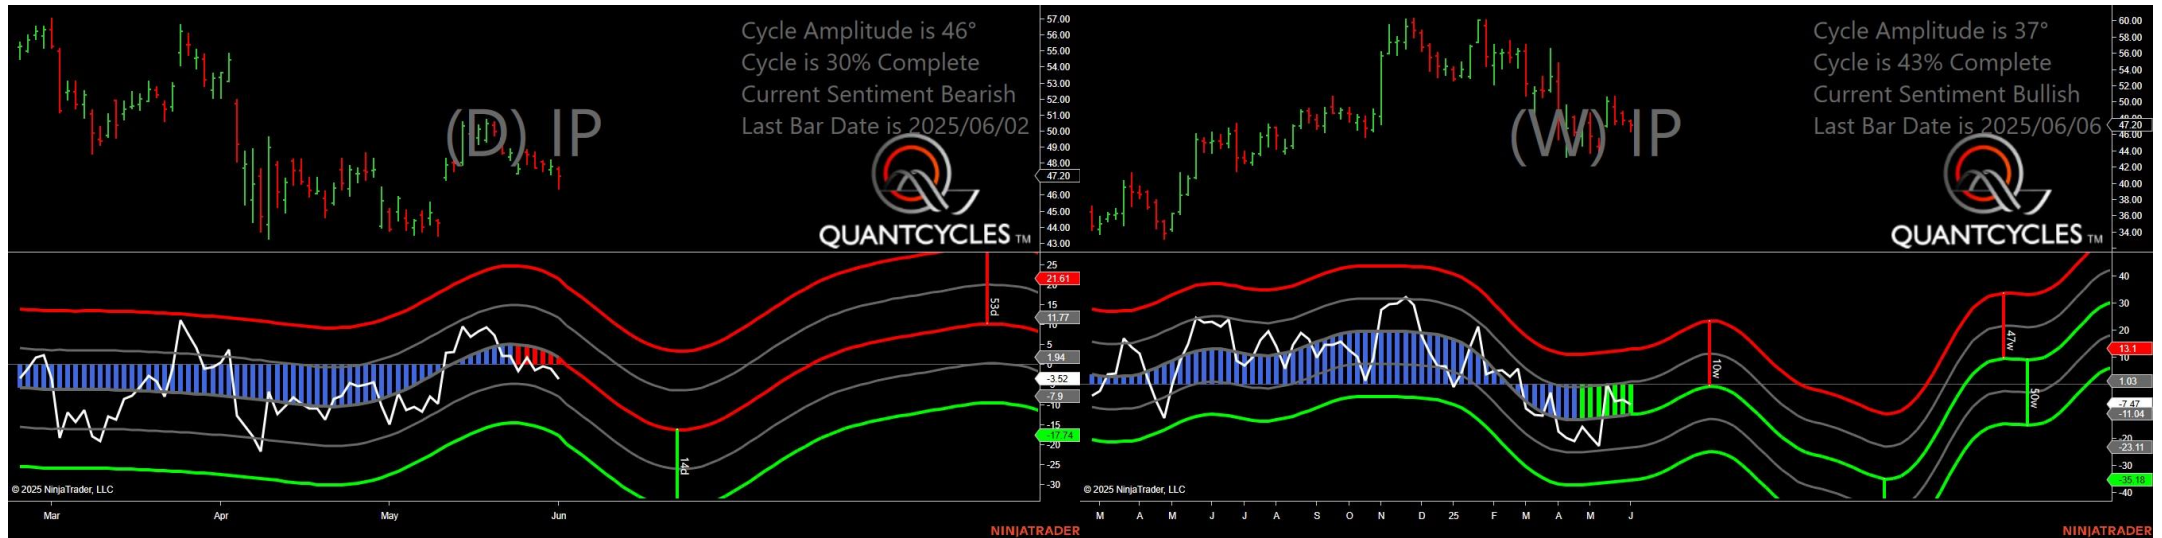 Cycle Amplitude is 46°
Cycle is 30% Complete
Current Sentiment Bearish
Last Bar Date is 2025/06/02
(D) IP
QUANTCYCLES TM
57.00
56.00
55.00
54.00
53.00
52.00
51.00
50.00
49.00
48.00
47.20
46.00
45.00
44.00
43.00
25
21.61
15
11.77
5
1.94
-3.52
-7.9
-10
-15
-17.74
-20
-25
-30
53d
14d
© 2025 NinjaTrader, LLC
Mar Apr May Jun
NINJATRADER
Cycle Amplitude is 37°
Cycle is 43% Complete
Current Sentiment Bullish
Last Bar Date is 2025/06/06
(W) IP
QUANTCYCLES TM
60.00
58.00
56.00
54.00
52.00
50.00
47.20
46.00
44.00
42.00
40.00
38.00
36.00
34.00
40
30
20
13.1
10
1.03
-7.47
-11.04
-20
-23.11
-30
-35.18
-40
10w
47w
50w
© 2025 NinjaTrader, LLC
M A M J J A S O N D 25 F M A M J
NINJATRADER